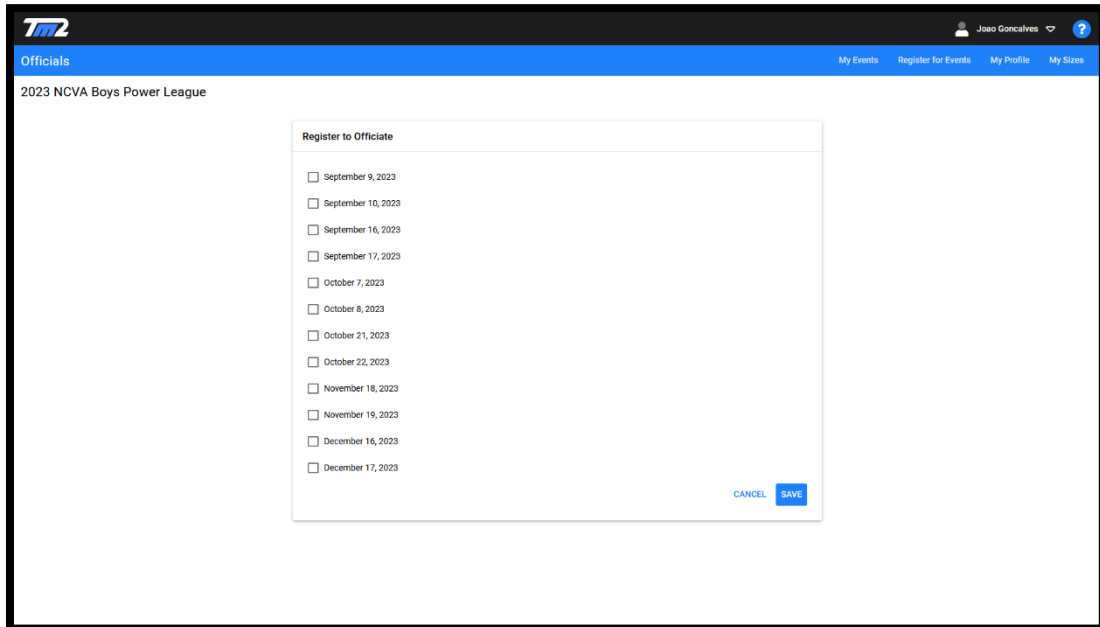 Tm2
Joao Goncalves
?
Officials
My Events Register for Events My Profile My Sizes
2023 NCVA Boys Power League
Register to Officiate
September 9, 2023
September 10, 2023
September 16, 2023
September 17, 2023
October 7, 2023
October 8, 2023
October 21, 2023
October 22, 2023
November 18, 2023
November 19, 2023
December 16, 2023
December 17, 2023
CANCEL SAVE